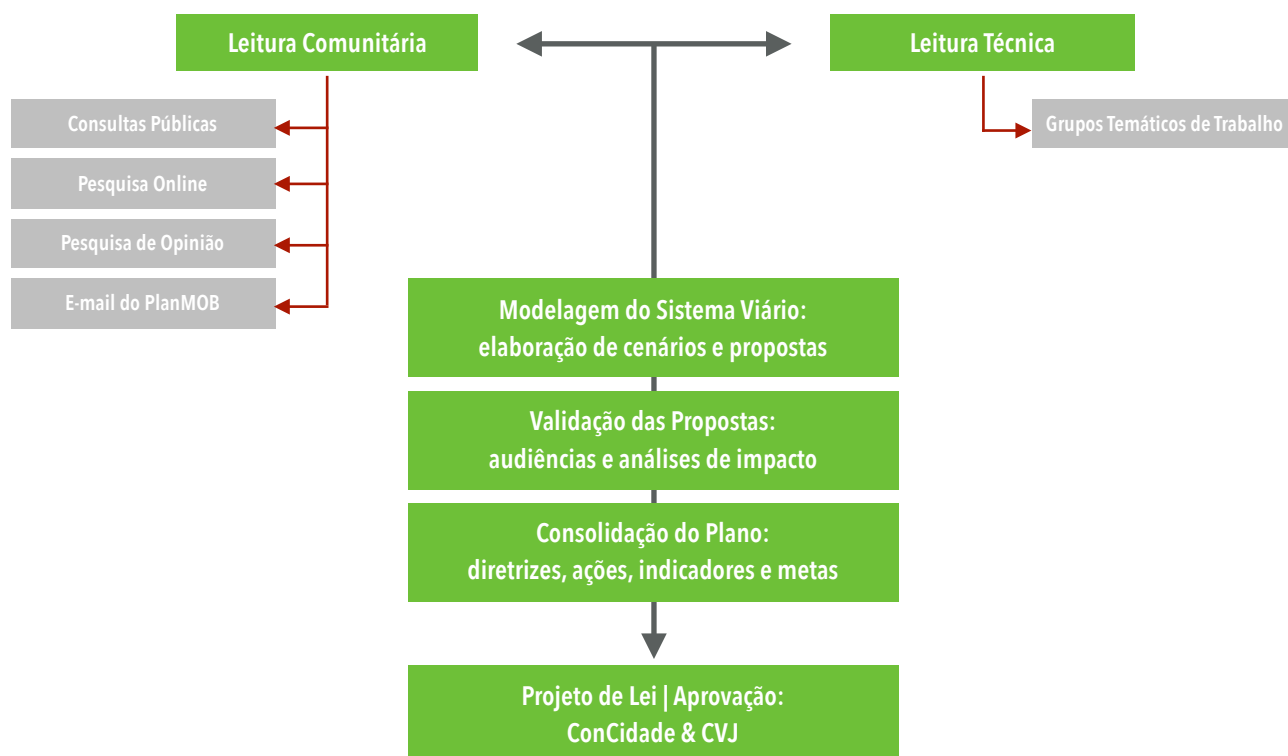 Leitura Comunitária
Leitura Técnica
Consultas Públicas
Pesquisa Online
Pesquisa de Opinião
E-mail do PlanMOB
Grupos Temáticos de Trabalho
Modelagem do Sistema Viário:
elaboração de cenários e propostas
Validação das Propostas:
audiências e análises de impacto
Consolidação do Plano:
diretrizes, ações, indicadores e metas
Projeto de Lei | Aprovação:
ConCidade & CVJ